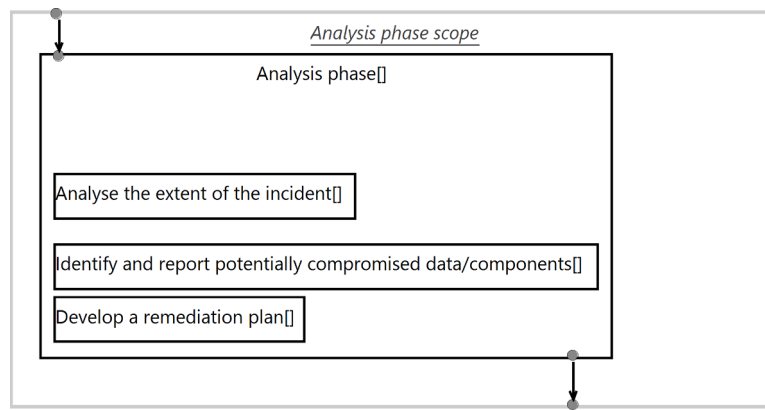 Analysis phase scope
Analysis phase[]
Analyse the extent of the incident[]
Identify and report potentially compromised data/components[]
Develop a remediation plan[]